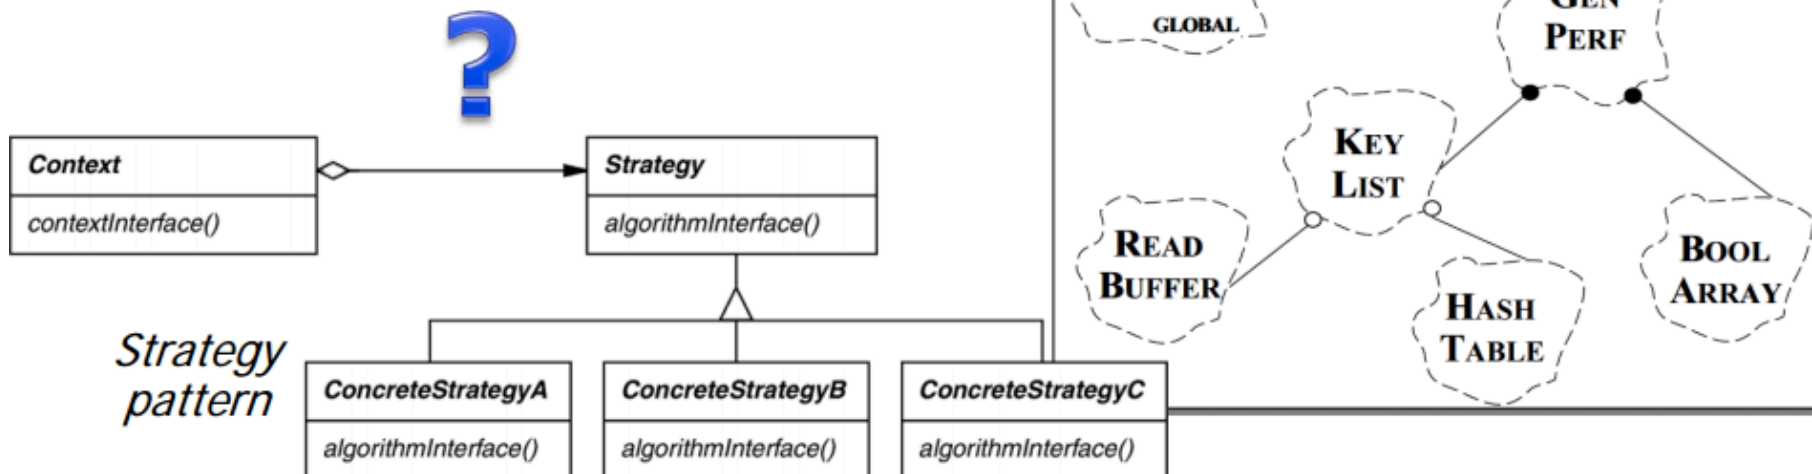 ?
Context
contextInterface()
Strategy
algorithmInterface()
Strategy
pattern
ConcreteStrategyA
algorithmInterface()
ConcreteStrategyB
algorithmInterface()
ConcreteStrategyC
algorithmInterface()
GLOBAL
GEN
PERF
KEY
LIST
READ
BUFFER
HASH
TABLE
BOOL
ARRAY